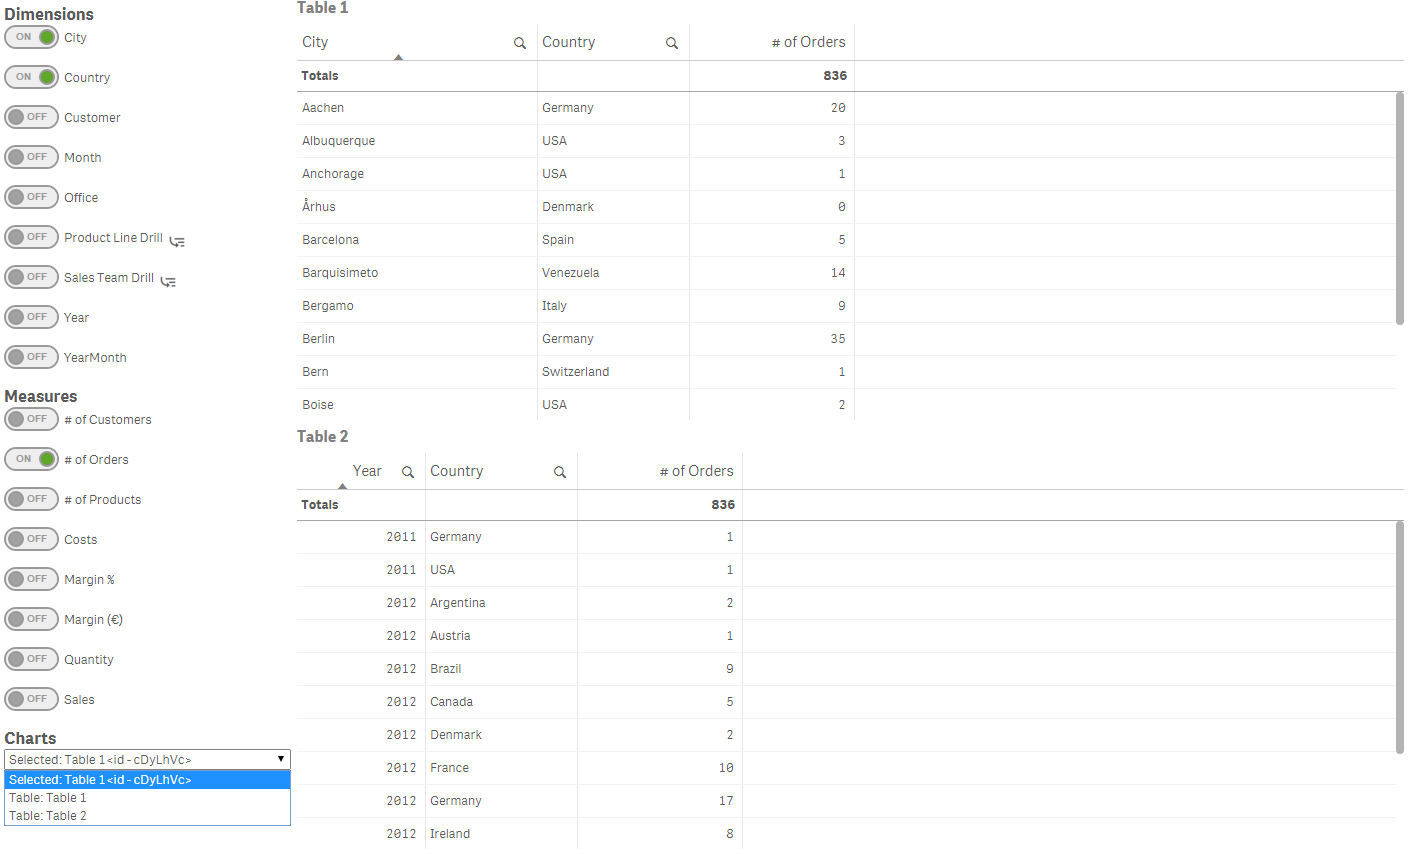 Dimensions
ON City
ON Country
OFF Customer
OFF Month
OFF Office
OFF Product Line Drill
OFF Sales Team Drill
OFF Year
OFF YearMonth
Measures
OFF # of Customers
ON # of Orders
OFF # of Products
OFF Costs
OFF Margin %
OFF Margin (€)
OFF Quantity
OFF Sales
Charts
Selected: Table 1<id - cDyLhVc>
Selected: Table 1<id - cDyLhVc>
Table: Table 1
Table: Table 2
Table 1
City Country # of Orders
Totals 836
Aachen Germany 20
Albuquerque USA 3
Anchorage USA 1
Århus Denmark 0
Barcelona Spain 5
Barquisimeto Venezuela 14
Bergamo Italy 9
Berlin Germany 35
Bern Switzerland 1
Boise USA 2
Table 2
Year Country # of Orders
Totals 836
2011 Germany 1
2011 USA 1
2012 Argentina 2
2012 Austria 1
2012 Brazil 9
2012 Canada 5
2012 Denmark 2
2012 France 10
2012 Germany 17
2012 Ireland 8